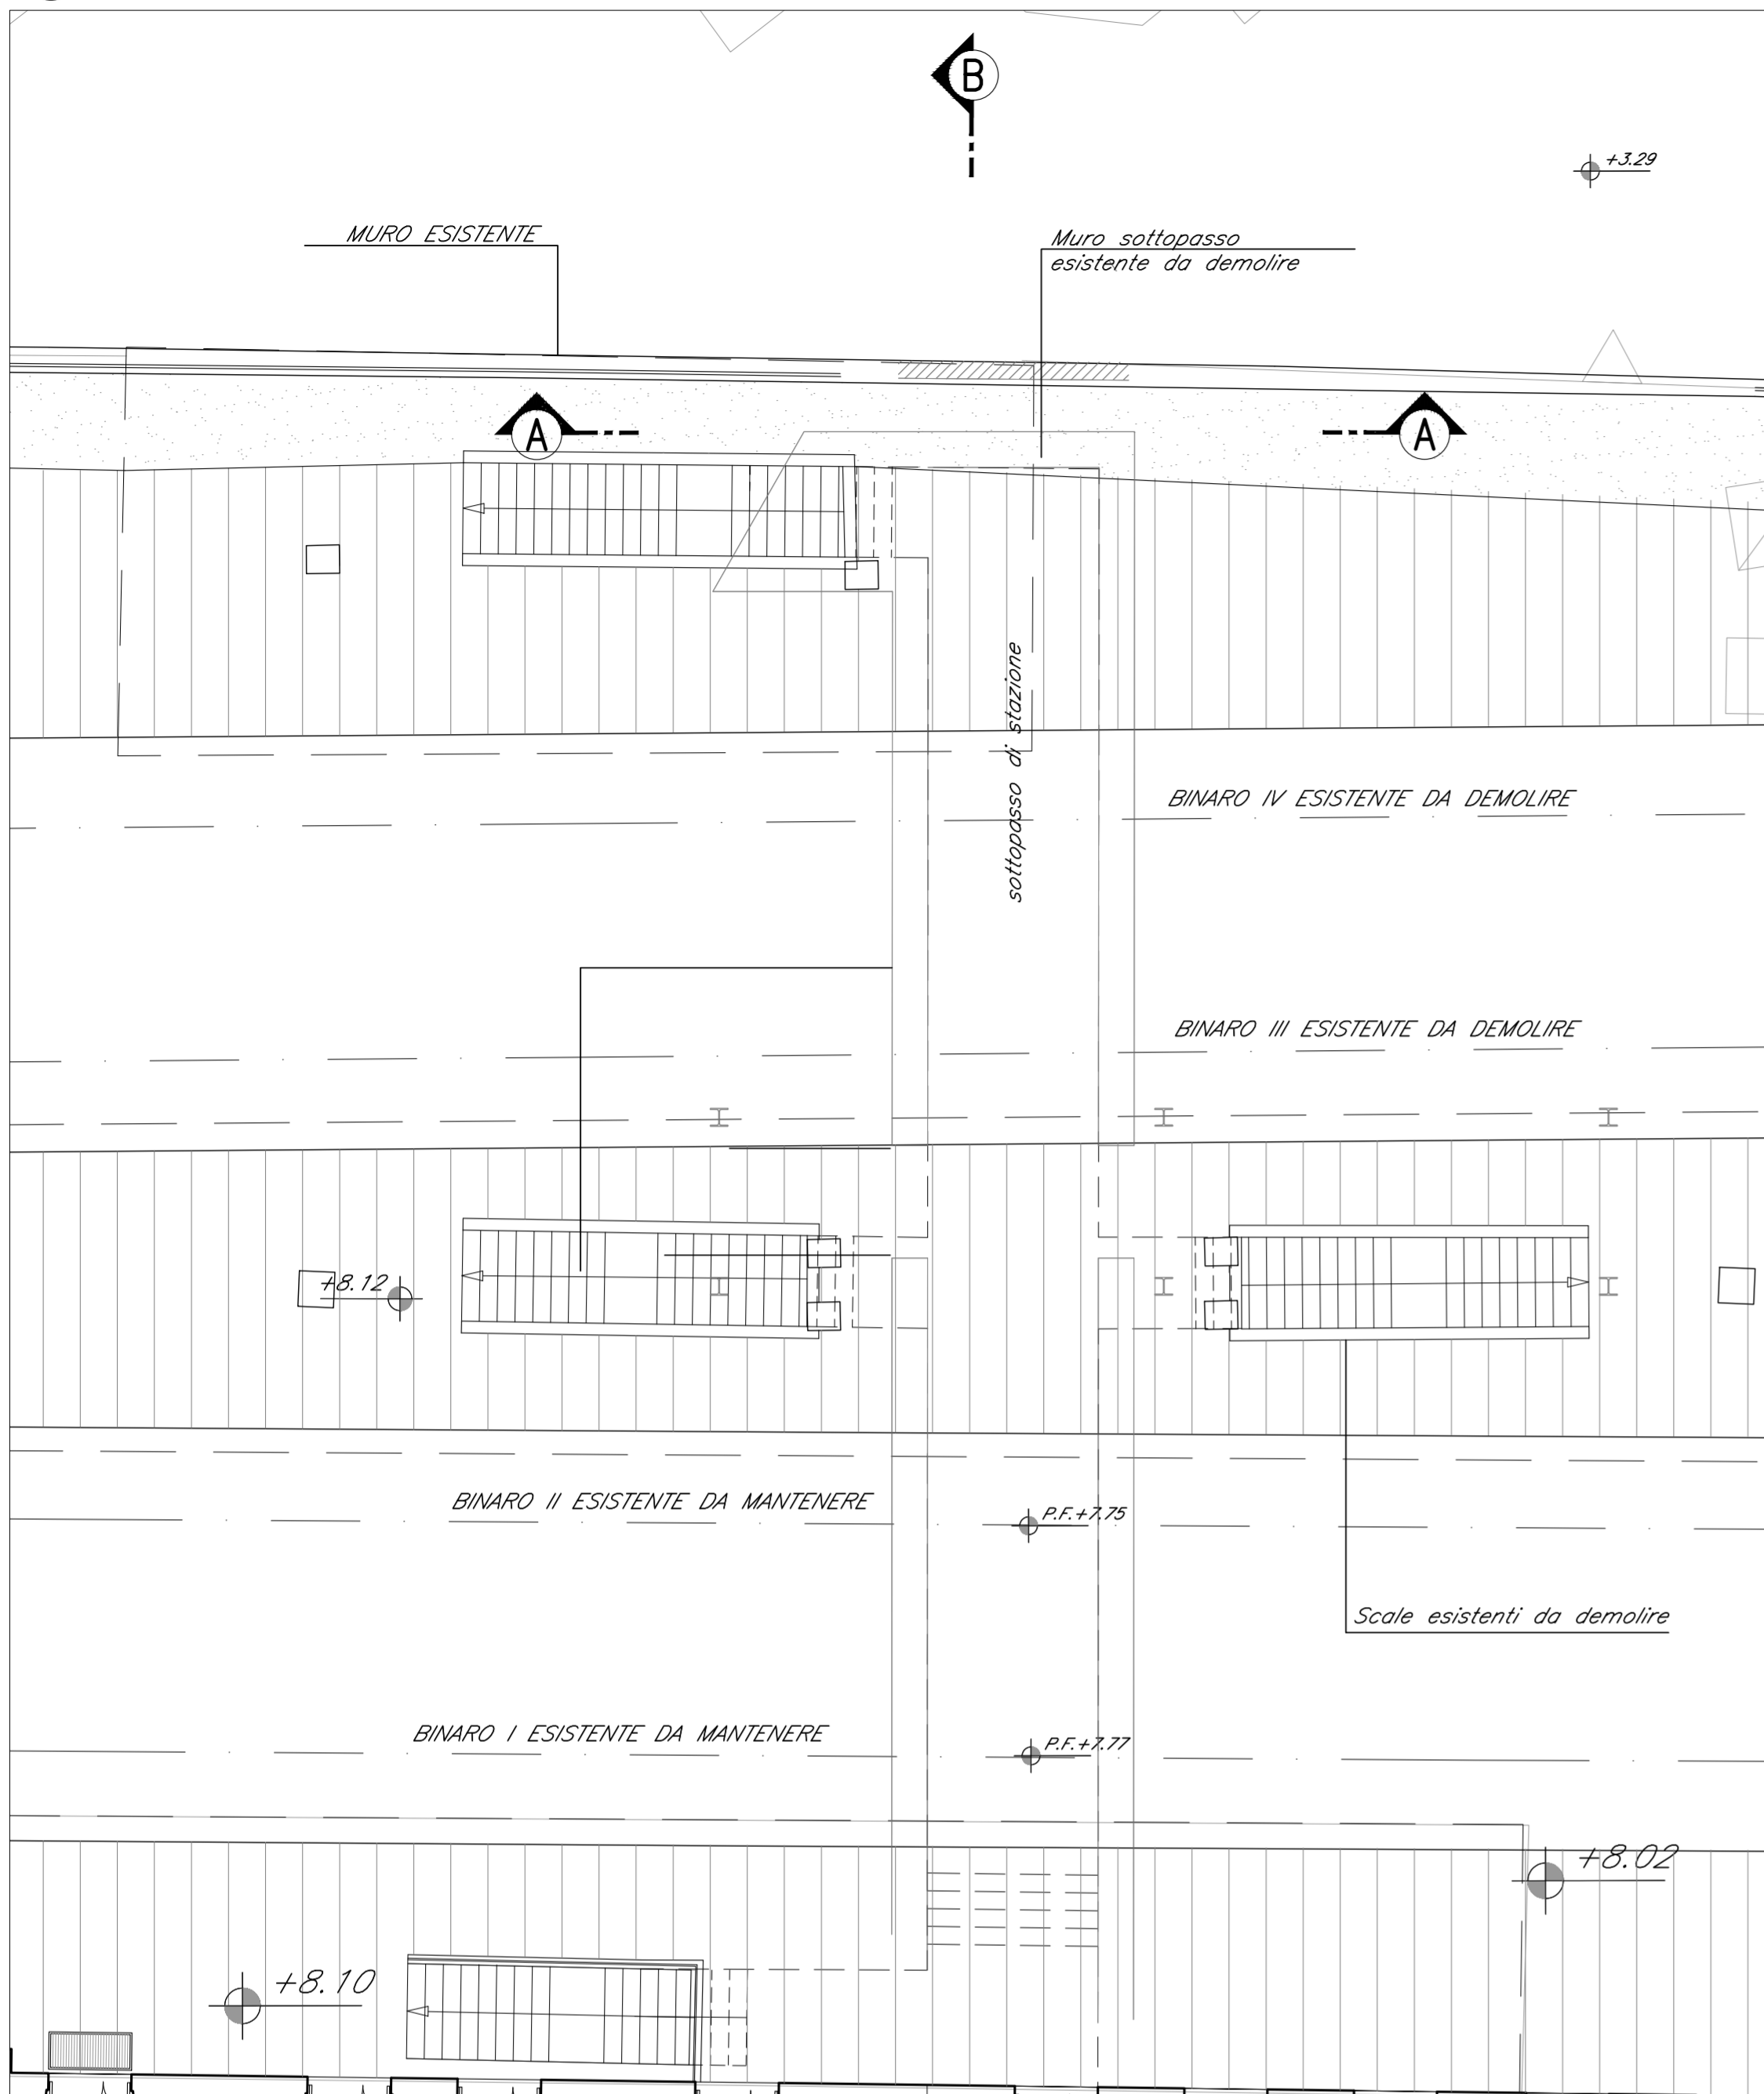 B
+3.29
MURO ESISTENTE
Muro sottopasso
esistente da demolire
A
A
sottopasso di stazione
BINARO IV ESISTENTE DA DEMOLIRE
BINARO III ESISTENTE DA DEMOLIRE
+8.12
BINARO II ESISTENTE DA MANTENERE
P.F.+7.75
Scale esistenti da demolire
BINARO I ESISTENTE DA MANTENERE
P.F.+7.77
+8.02
+8.10